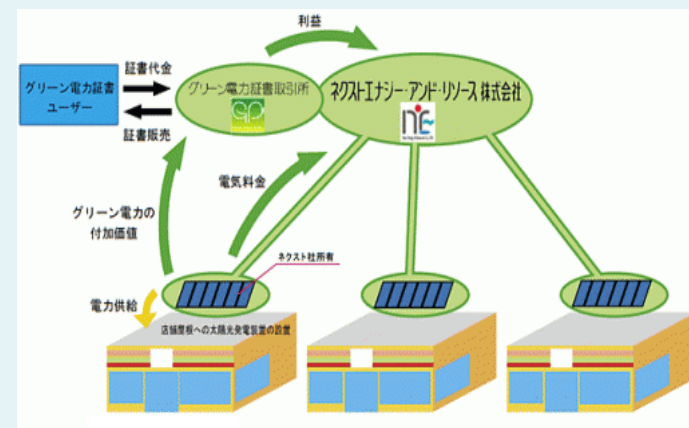 利益
証書代金
グリーン電力証書
ユーザー
証書販売
グリーン電力証書取引所
ネクストエナジー・アンド・リソース株式会社
電気料金
グリーン電力の
付加価値
ネクスト社所有
電力供給
店舗屋根への太陽光発電装置の設置